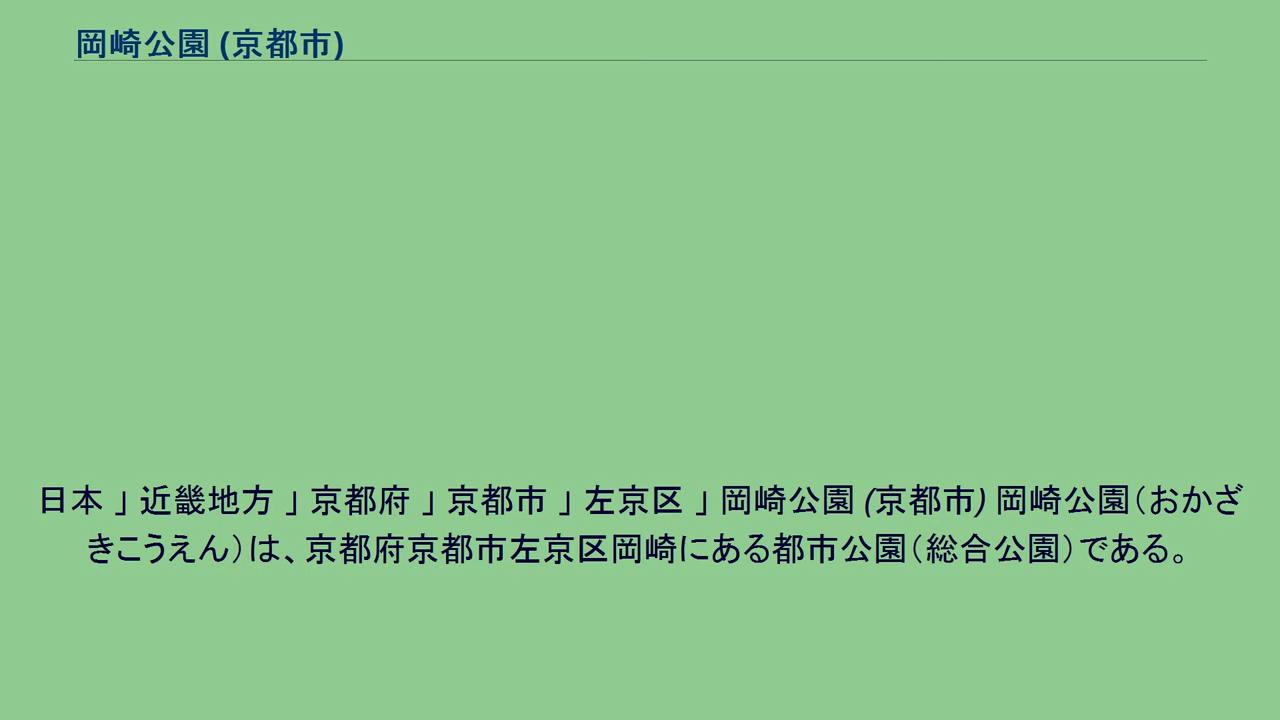 岡崎公園 (京都市)
日本 」 近畿地方 」 京都府 」 京都市 」 左京区 」 岡崎公園 (京都市) 岡崎公園（おかざ
きこうえん）は、京都府京都市左京区岡崎にある都市公園（総合公園）である。